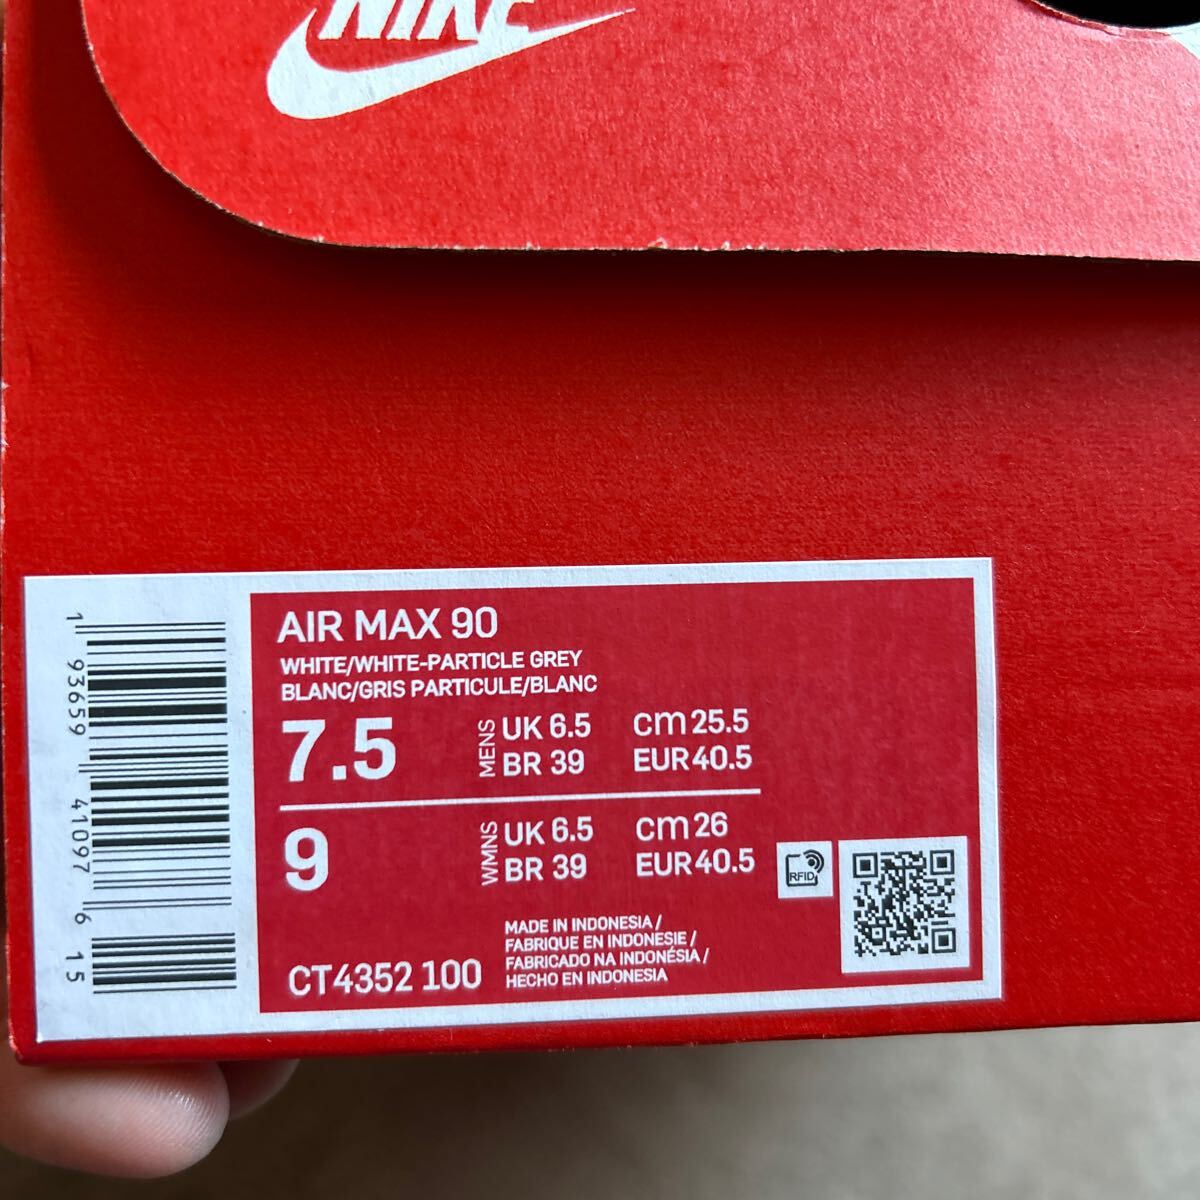 NIKE
AIR MAX 90
WHITE/WHITE-PARTICLE GREY
BLANC/GRIS PARTICULE/BLANC
7.5 MENS UK 6.5 cm 25.5
BR 39 EUR 40.5
9 WMNS UK 6.5 cm 26
BR 39 EUR 40.5
RFID
MADE IN INDONESIA /
FABRIQUE EN INDONESIE /
FABRICADO NA INDONÉSIA /
HECHO EN INDONESIA
CT4352 100
1 93659 41097 6 15